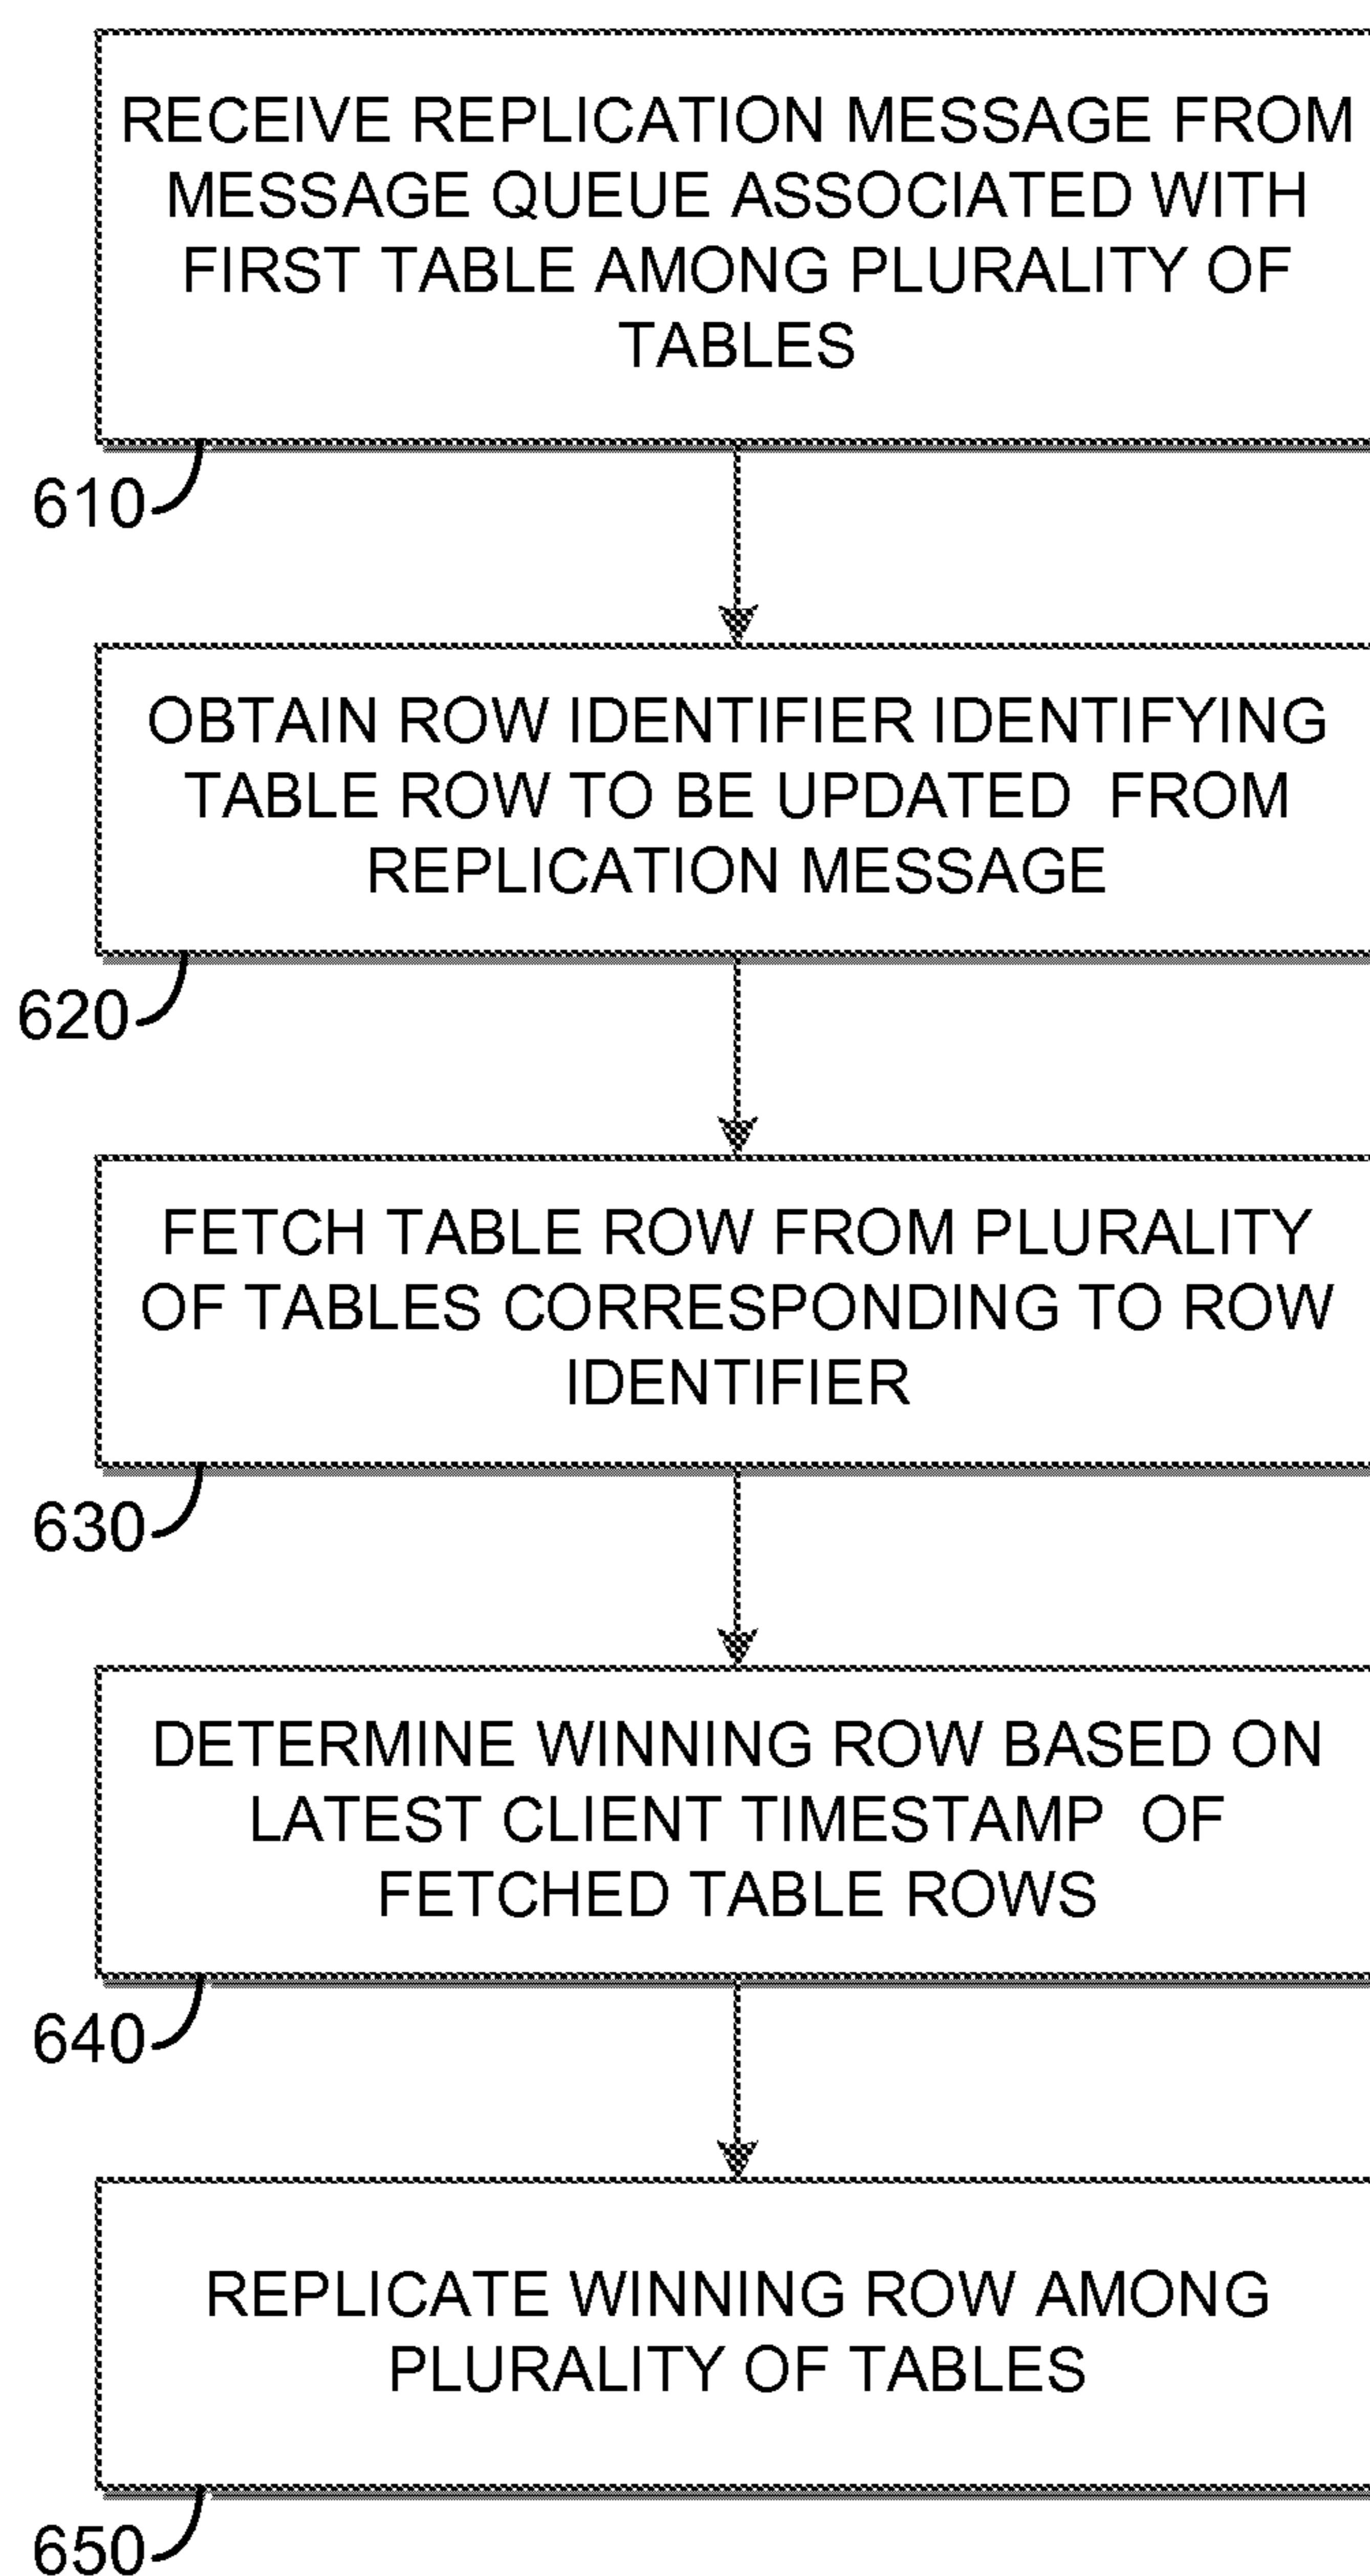 RECEIVE REPLICATION MESSAGE FROM
MESSAGE QUEUE ASSOCIATED WITH
FIRST TABLE AMONG PLURALITY OF
TABLES
610
OBTAIN ROW IDENTIFIER IDENTIFYING
TABLE ROW TO BE UPDATED FROM
REPLICATION MESSAGE
620
FETCH TABLE ROW FROM PLURALITY
OF TABLES CORRESPONDING TO ROW
IDENTIFIER
630
DETERMINE WINNING ROW BASED ON
LATEST CLIENT TIMESTAMP OF
FETCHED TABLE ROWS
640
REPLICATE WINNING ROW AMONG
PLURALITY OF TABLES
650